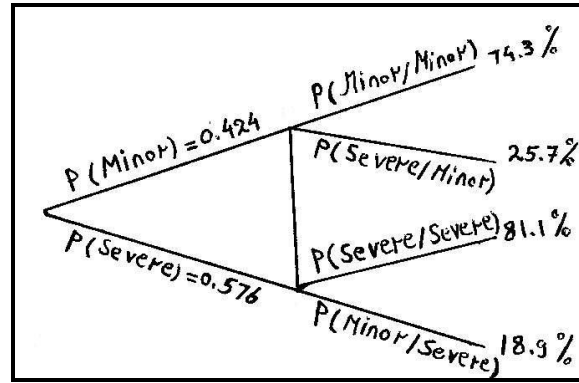 P(Minor/Minor) 74.3%
P(Minor)=0.424
P(Severe/Minor) 25.7%
P(Severe/Severe) 81.1%
P(Severe)=0.576
P(Minor/Severe) 18.9%